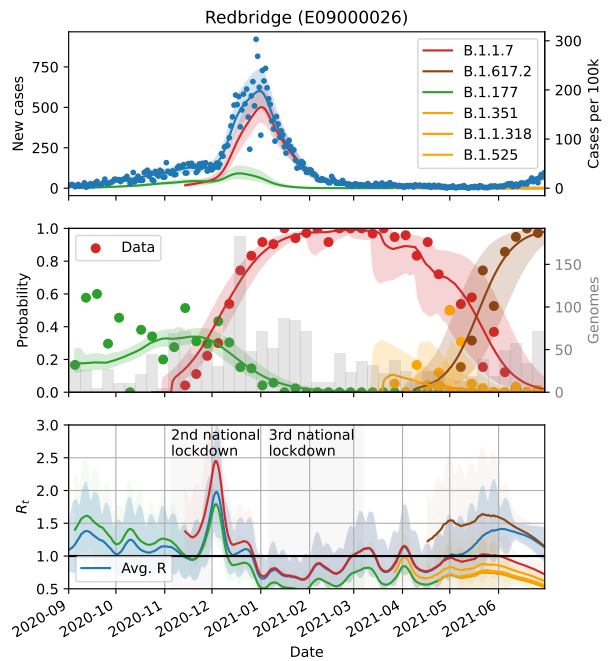 Redbridge (E09000026)
New cases
750
500
250
0
B.1.1.7
B.1.617.2
B.1.177
B.1.351
B.1.1.318
B.1.525
300
200
100
0
Cases per 100k
Probability
1.0
0.8
0.6
0.4
0.2
0.0
Data
150
100
50
0
Genomes
R_t
3.0
2.5
2.0
1.5
1.0
0.5
2nd national
lockdown
3rd national
lockdown
Avg. R
2020-09
2020-10
2020-11
2020-12
2021-01
2021-02
2021-03
2021-04
2021-05
2021-06
Date